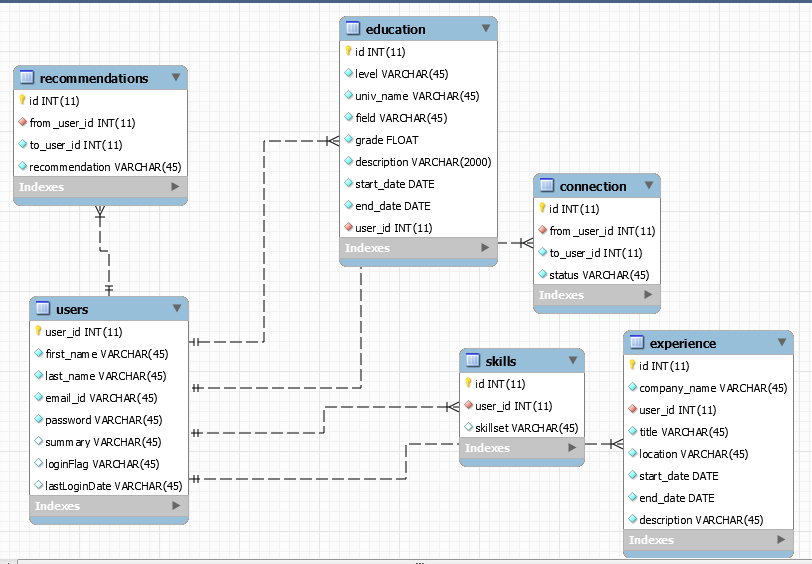 education
id INT(11)
level VARCHAR(45)
univ_name VARCHAR(45)
field VARCHAR(45)
grade FLOAT
description VARCHAR(2000)
start_date DATE
end_date DATE
user_id INT(11)
Indexes
recommendations
id INT(11)
from _user_id INT(11)
to_user_id INT(11)
recommendation VARCHAR(45)
Indexes
connection
id INT(11)
from _user_id INT(11)
to_user_id INT(11)
status VARCHAR(45)
Indexes
users
user_id INT(11)
first_name VARCHAR(45)
last_name VARCHAR(45)
email_id VARCHAR(45)
password VARCHAR(45)
summary VARCHAR(45)
loginFlag VARCHAR(45)
lastLoginDate VARCHAR(45)
Indexes
skills
id INT(11)
user_id INT(11)
skillset VARCHAR(45)
Indexes
experience
id INT(11)
company_name VARCHAR(45)
user_id INT(11)
title VARCHAR(45)
location VARCHAR(45)
start_date DATE
end_date DATE
description VARCHAR(45)
Indexes